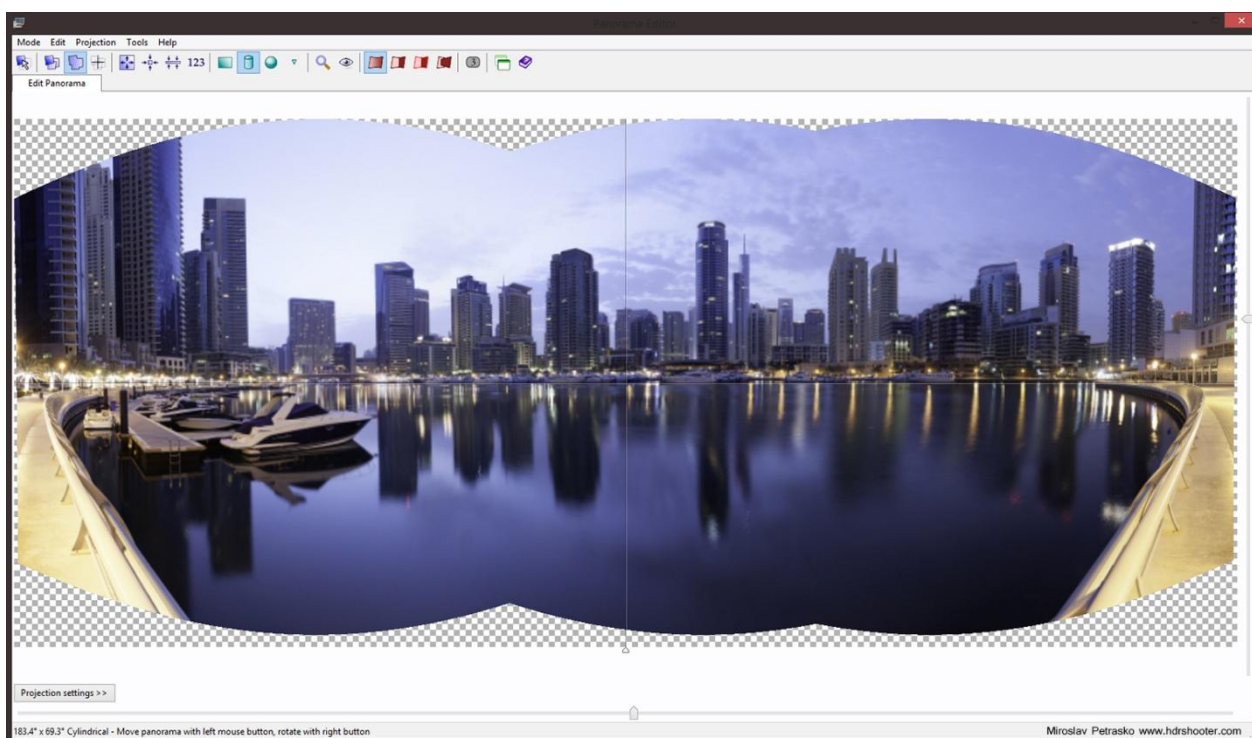 Panorama Editor
Mode Edit Projection Tools Help
123
Edit Panorama
Projection settings >>
183.4° x 69.3° Cylindrical - Move panorama with left mouse button, rotate with right button
Miroslav Petrasko www.hdrshooter.com